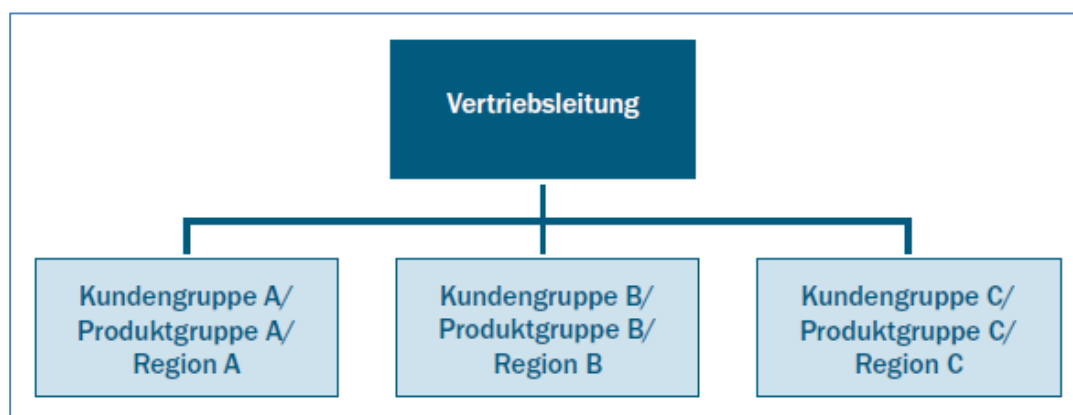 Vertriebsleitung
Kundengruppe A/
Produktgruppe A/
Region A
Kundengruppe B/
Produktgruppe B/
Region B
Kundengruppe C/
Produktgruppe C/
Region C